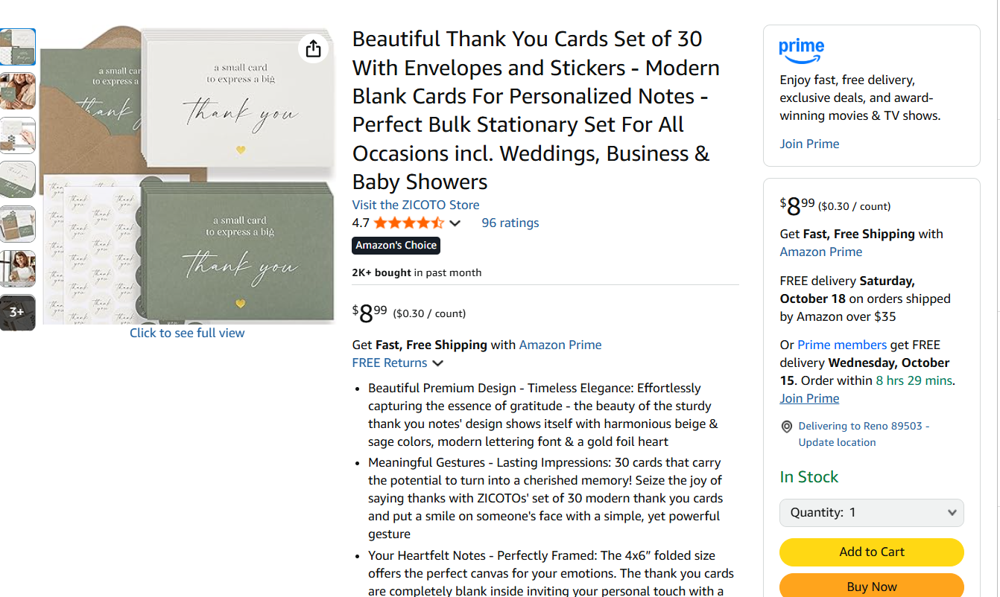 a small card
to express a big
thank you
a small car
to express a
thank
a small card
to express a big
thank you
3+
Click to see full view
Beautiful Thank You Cards Set of 30
With Envelopes and Stickers - Modern
Blank Cards For Personalized Notes -
Perfect Bulk Stationary Set For All
Occasions incl. Weddings, Business &
Baby Showers
Visit the ZICOTO Store
4.7 96 ratings
Amazon's Choice
2K+ bought in past month
$8.99 ($0.30 / count)
Get Fast, Free Shipping with Amazon Prime
FREE Returns
• Beautiful Premium Design - Timeless Elegance: Effortlessly
capturing the essence of gratitude - the beauty of the sturdy
thank you notes' design shows itself with harmonious beige &
sage colors, modern lettering font & a gold foil heart
• Meaningful Gestures - Lasting Impressions: 30 cards that carry
the potential to turn into a cherished memory! Seize the joy of
saying thanks with ZICOTOs' set of 30 modern thank you cards
and put a smile on someone's face with a simple, yet powerful
gesture
• Your Heartfelt Notes - Perfectly Framed: The 4x6” folded size
offers the perfect canvas for your emotions. The thank you cards
are completely blank inside inviting your personal touch with a
prime
Enjoy fast, free delivery,
exclusive deals, and award-
winning movies & TV shows.
Join Prime
$8.99 ($0.30 / count)
Get Fast, Free Shipping with
Amazon Prime
FREE delivery Saturday,
October 18 on orders shipped
by Amazon over $35
Or Prime members get FREE
delivery Wednesday, October
15. Order within 8 hrs 29 mins.
Join Prime
Delivering to Reno 89503 -
Update location
In Stock
Quantity: 1
Add to Cart
Buy Now